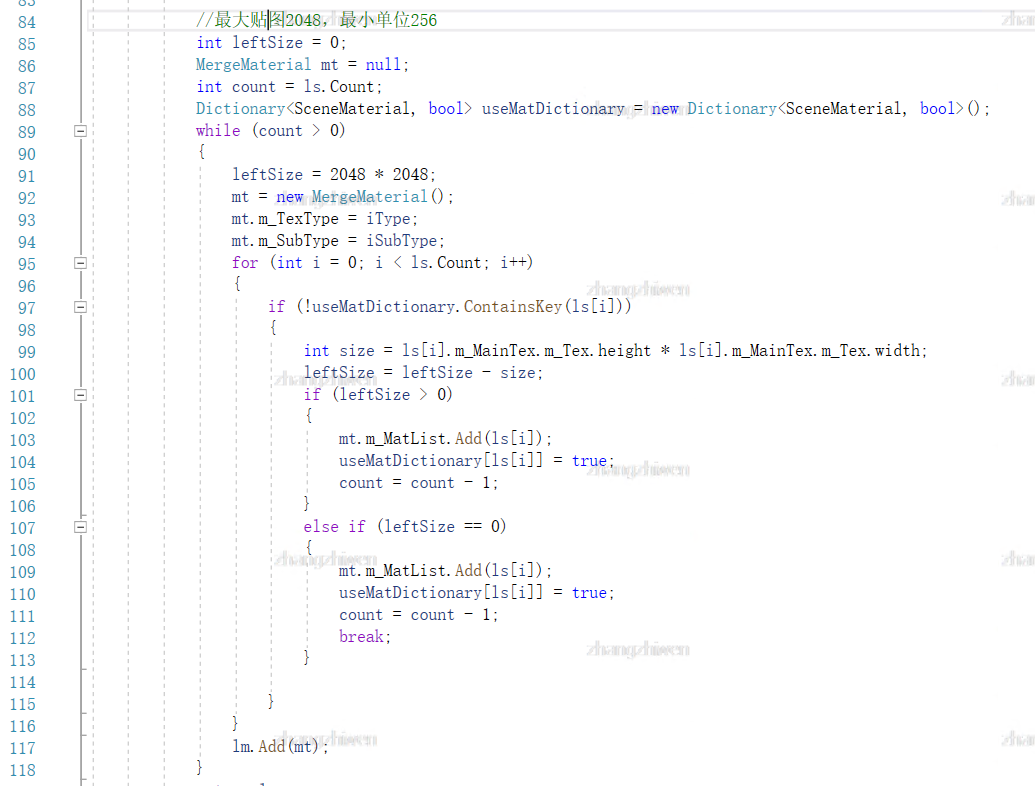 84 //最大贴图2048，最小单位256
85 int leftSize = 0;
86 MergeMaterial mt = null;
87 int count = ls.Count;
88 Dictionary<SceneMaterial, bool> useMatDictionary = new Dictionary<SceneMaterial, bool>();
89 while (count > 0)
90 {
91 leftSize = 2048 * 2048;
92 mt = new MergeMaterial();
93 mt.m_TexType = iType;
94 mt.m_SubType = iSubType;
95 for (int i = 0; i < ls.Count; i++)
96 {
97 if (!useMatDictionary.ContainsKey(ls[i]))
98 {
99 int size = ls[i].m_MainTex.m_Tex.height * ls[i].m_MainTex.m_Tex.width;
100 leftSize = leftSize - size;
101 if (leftSize > 0)
102 {
103 mt.m_MatList.Add(ls[i]);
104 useMatDictionary[ls[i]] = true;
105 count = count - 1;
106 }
107 else if (leftSize == 0)
108 {
109 mt.m_MatList.Add(ls[i]);
110 useMatDictionary[ls[i]] = true;
111 count = count - 1;
112 break;
113 }
114
115 }
116 }
117 lm.Add(mt);
118 }